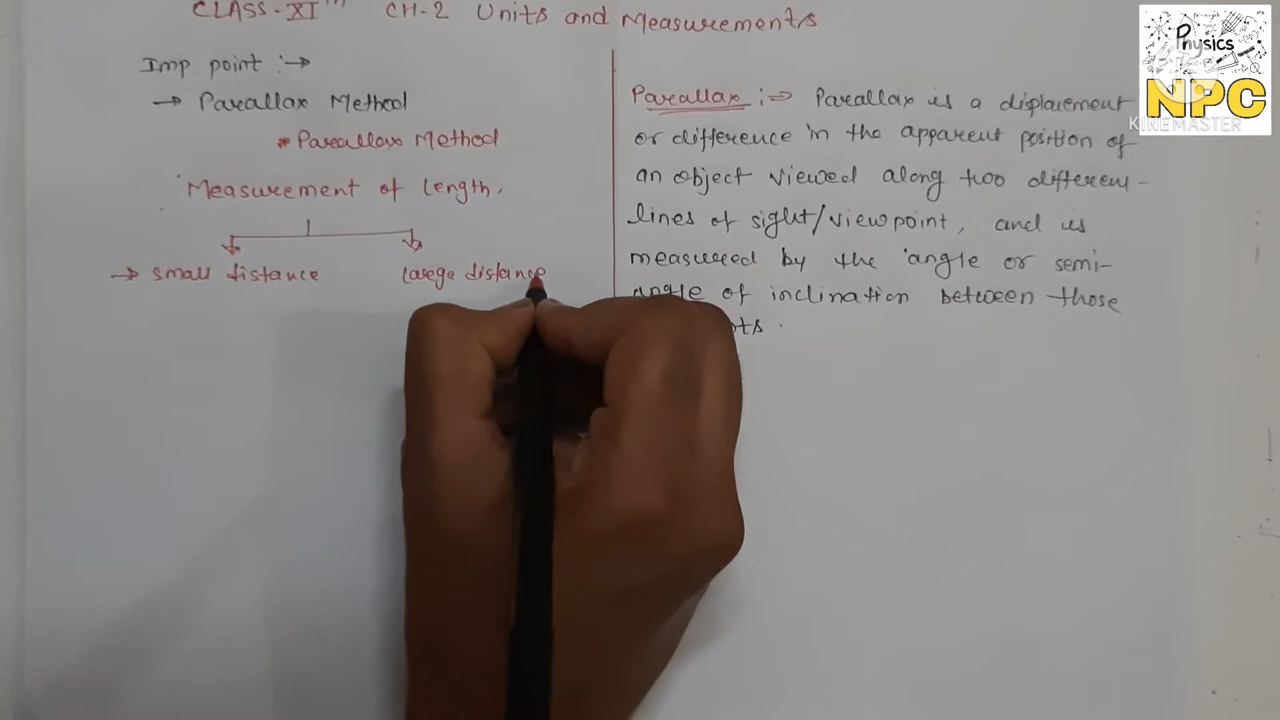 CLASS-XIth CH-2 Units and Measurements
Imp point :→
→ Parallax Method
* Parallax Method
Measurement of length.
→ small distance
large distance
Parallax :⇒ Parallax is a displacement
or difference in the apparent position of
an object viewed along two different
lines of sight/viewpoint, and is
measured by the angle or semi-
angle of inclination between those
Physics
NPC
KINEMASTER